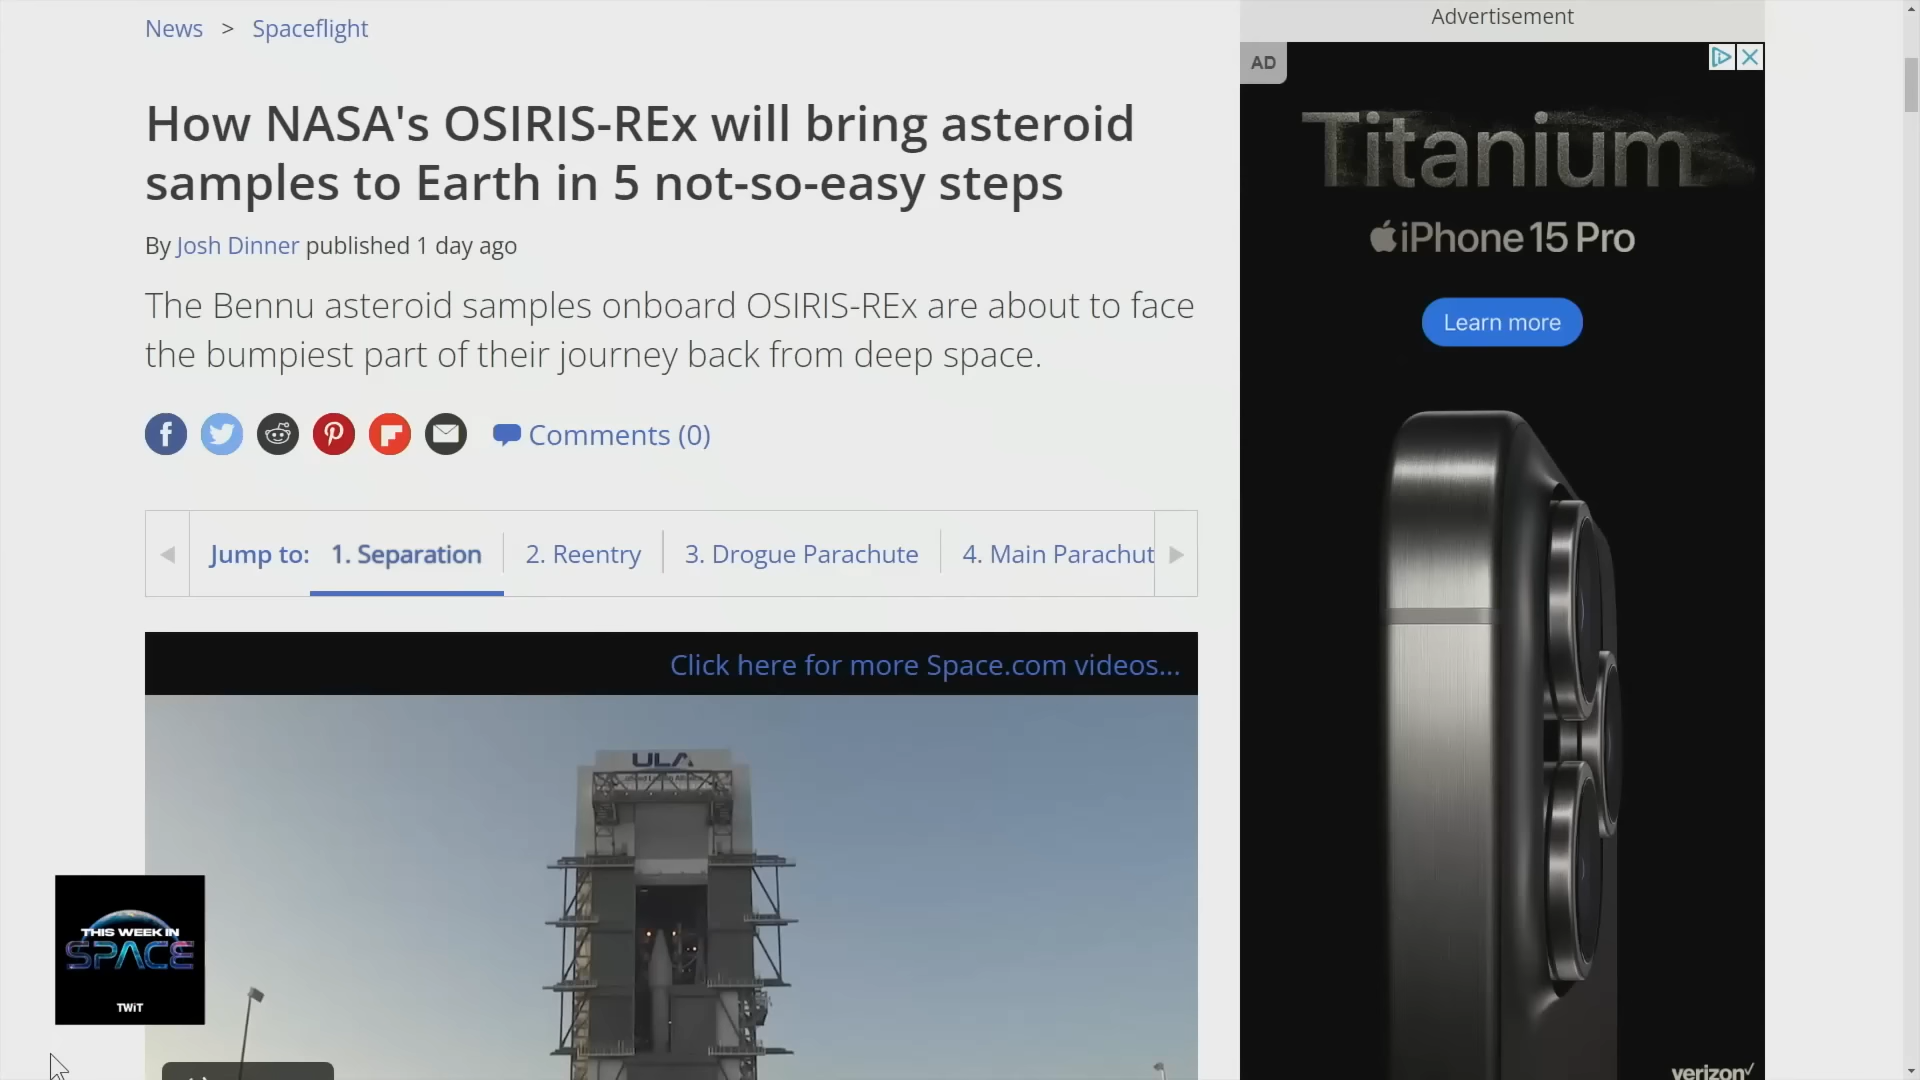 News > Spaceflight
Advertisement
AD
How NASA's OSIRIS-REx will bring asteroid
samples to Earth in 5 not-so-easy steps
By Josh Dinner published 1 day ago
The Bennu asteroid samples onboard OSIRIS-REx are about to face
the bumpiest part of their journey back from deep space.
Comments (0)
Jump to: 1. Separation 2. Reentry 3. Drogue Parachute 4. Main Parachut
Click here for more Space.com videos...
ULA
THIS WEEK IN
SPACE
TWiT
Titanium
iPhone 15 Pro
Learn more
verizon✓